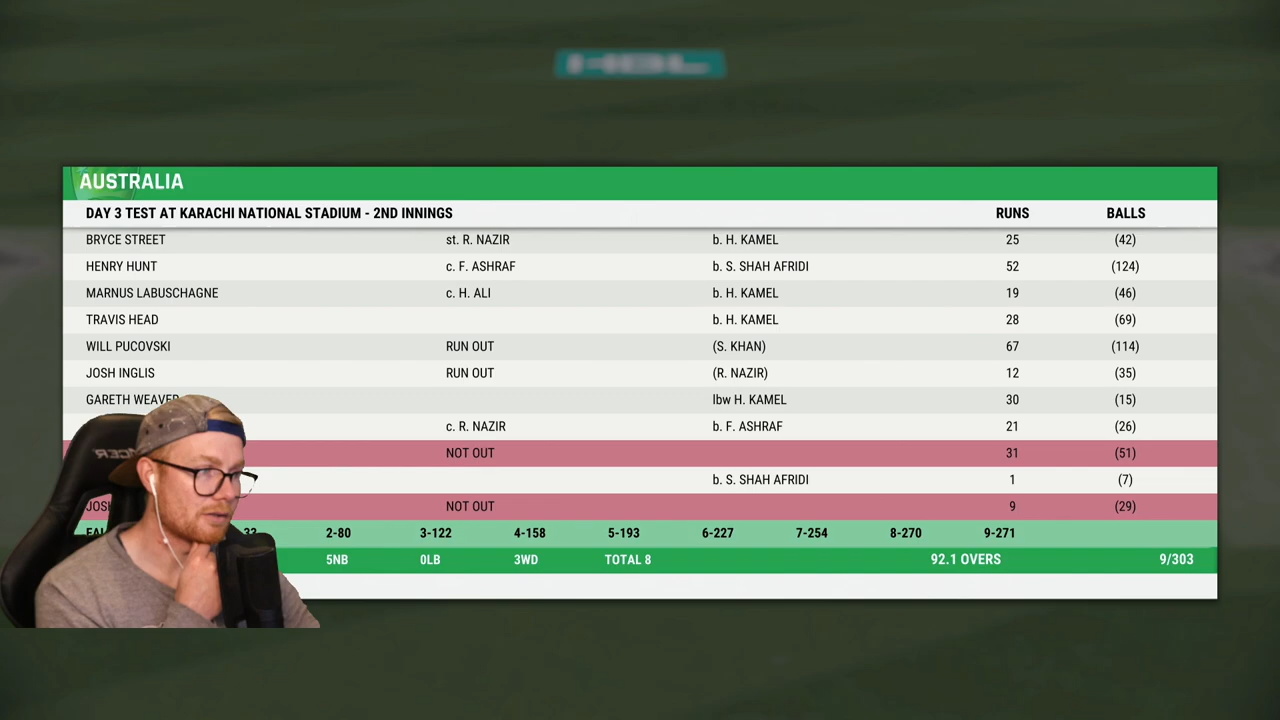 HBL
AUSTRALIA
DAY 3 TEST AT KARACHI NATIONAL STADIUM - 2ND INNINGS RUNS BALLS
BRYCE STREET st. R. NAZIR b. H. KAMEL 25 (42)
HENRY HUNT c. F. ASHRAF b. S. SHAH AFRIDI 52 (124)
MARNUS LABUSCHAGNE c. H. ALI b. H. KAMEL 19 (46)
TRAVIS HEAD b. H. KAMEL 28 (69)
WILL PUCOVSKI RUN OUT (S. KHAN) 67 (114)
JOSH INGLIS RUN OUT (R. NAZIR) 12 (35)
GARETH WEAVER lbw H. KAMEL 30 (15)
c. R. NAZIR b. F. ASHRAF 21 (26)
NOT OUT 31 (51)
b. S. SHAH AFRIDI 1 (7)
JOSH NOT OUT 9 (29)
2-80 3-122 4-158 5-193 6-227 7-254 8-270 9-271
5NB 0LB 3WD TOTAL 8 92.1 OVERS 9/303